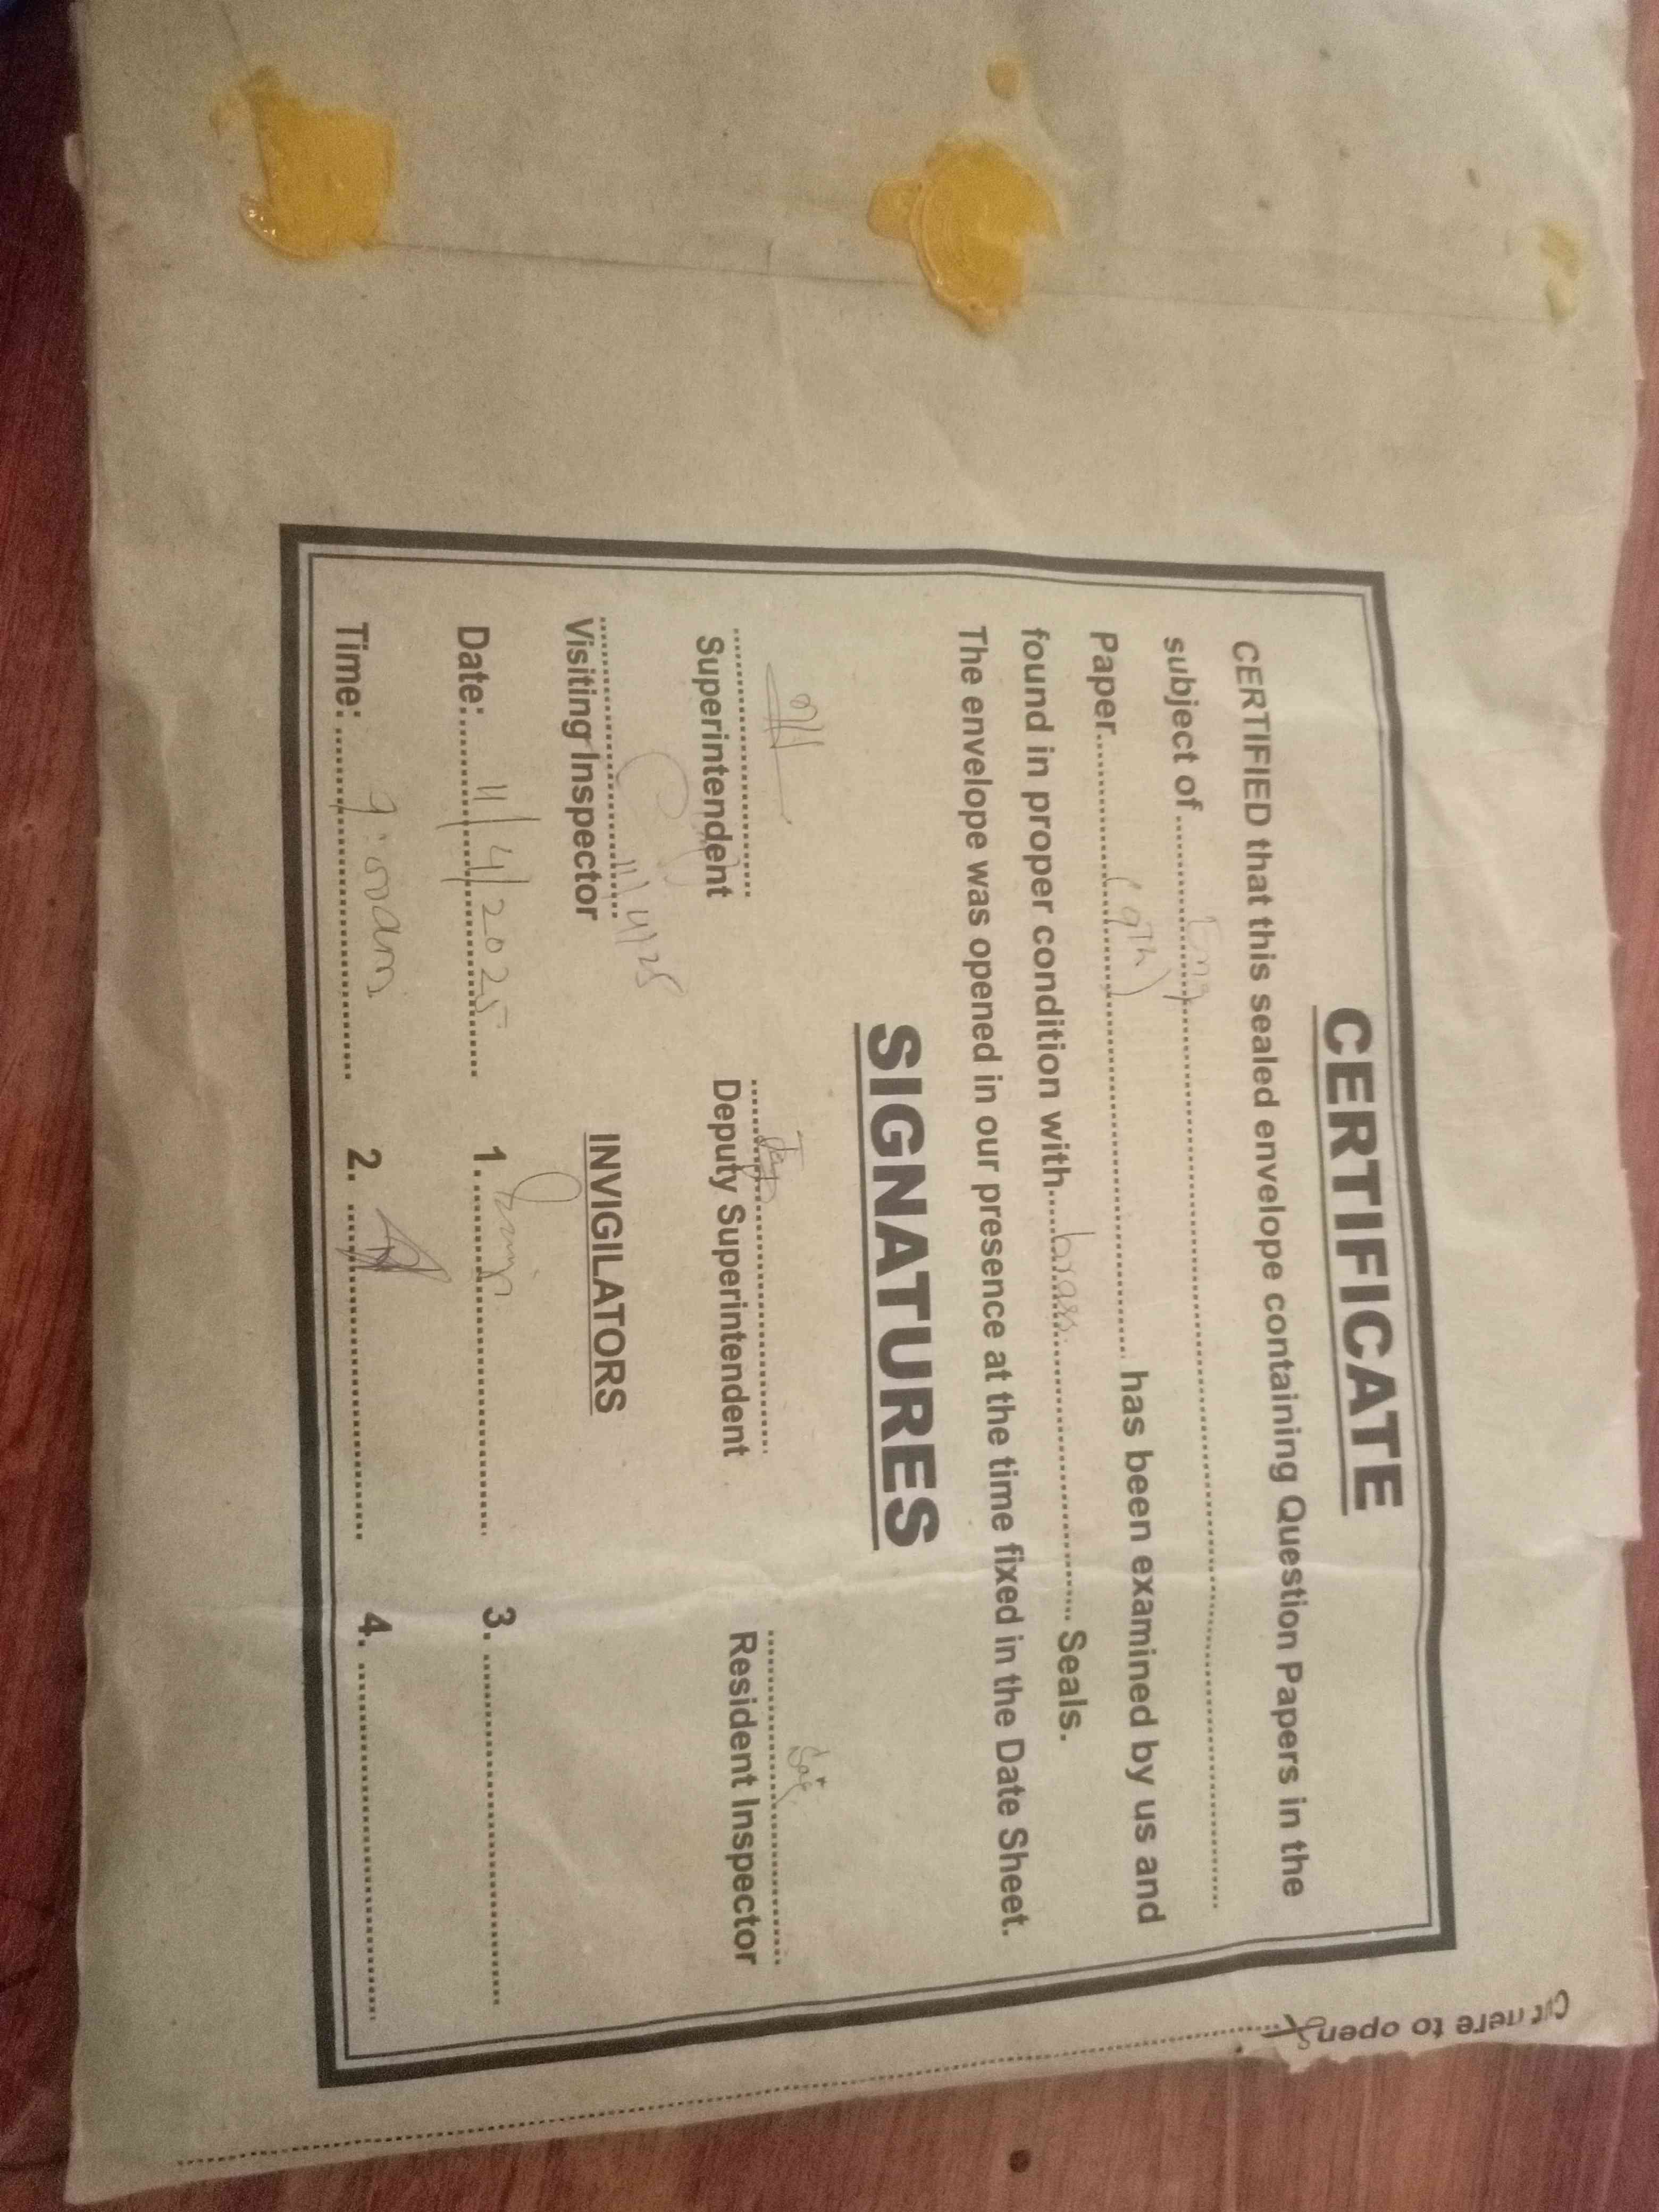 CERTIFICATE
CERTIFIED that this sealed envelope containing Question Papers in the
subject of.....Eng.....
Paper.....(9Th)..... has been examined by us and
found in proper condition with.....brass..... Seals.
The envelope was opened in our presence at the time fixed in the Date Sheet.
SIGNATURES
Superintendent Deputy Superintendent Resident Inspector
11/4/25
Visiting Inspector INVIGILATORS
Date:.....11/4/2025..... 1. 3.
Time: 9:00am 2. 4.
Cut here to open